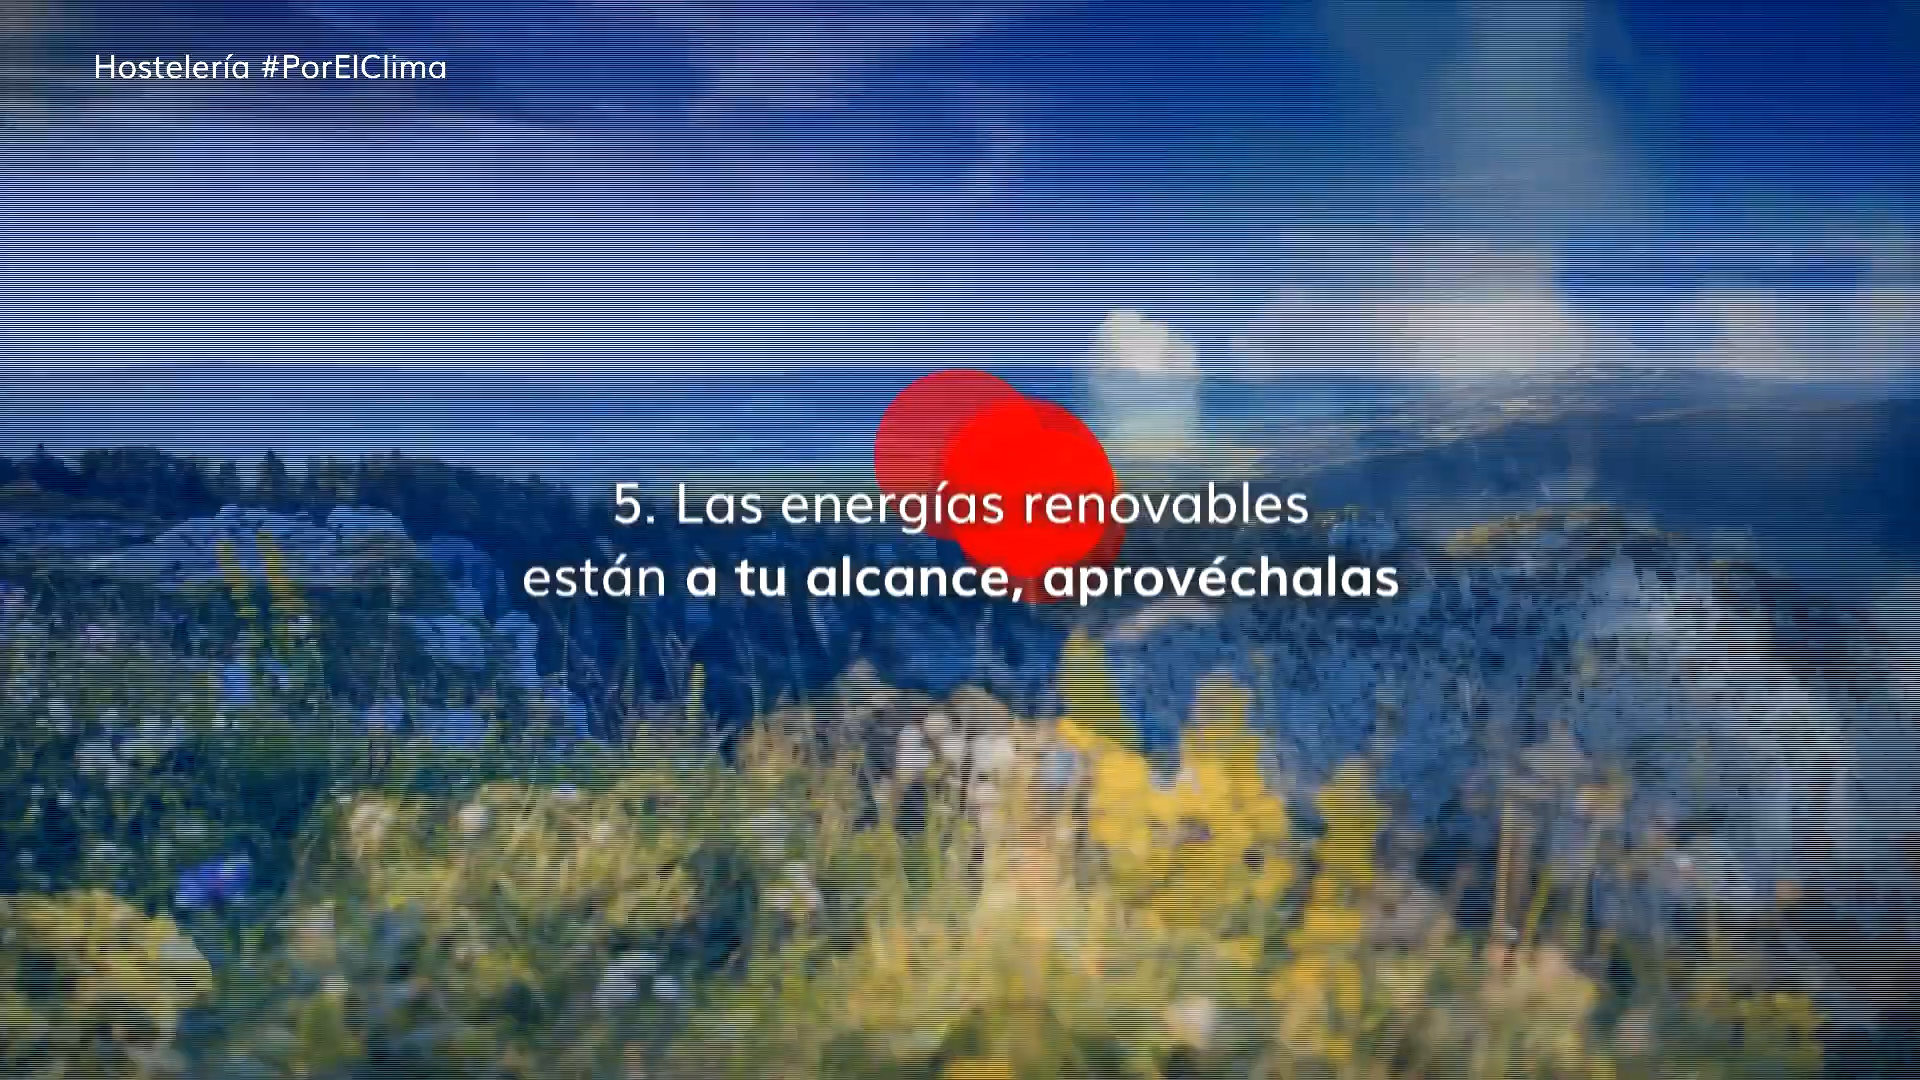 Hostelería #PorElClima
5. Las energías renovables
están a tu alcance, aprovéchalas